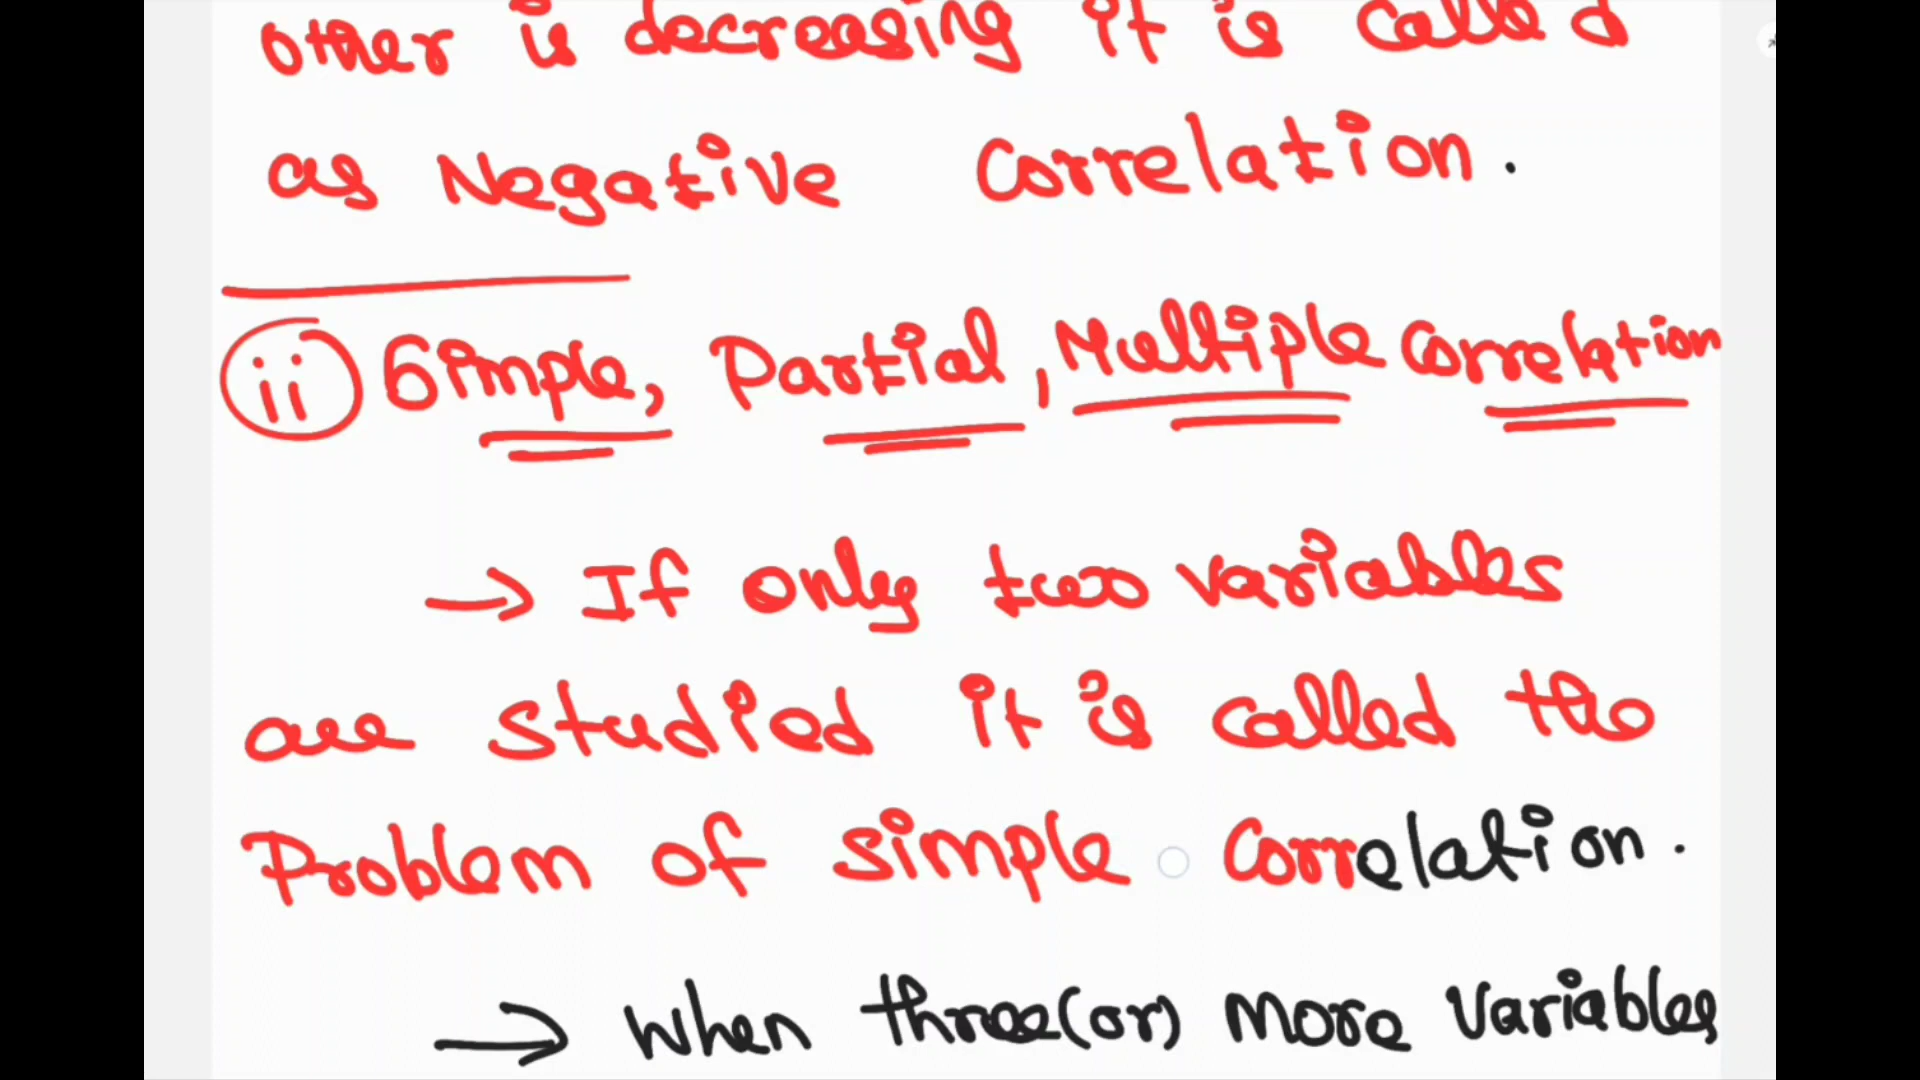 other is decreasing it is called
as Negative Correlation.
ii Simple, Partial, Multiple Correlation
→ If only two variables
are studied it is called the
Problem of simple Correlation.
→ When three (or) more Variables